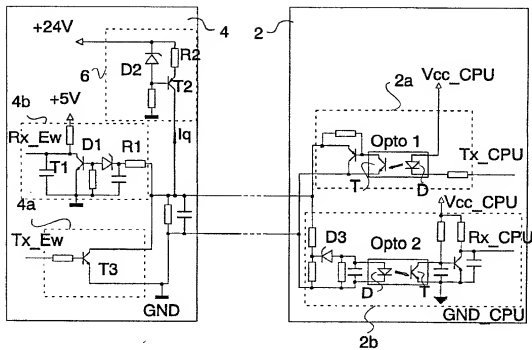 +24V
4
2
6
D2
R2
T2
2a
Vcc_CPU
4b
+5V
Rx_Ew
D1
R1
Iq
T1
Opto 1
Tx_CPU
T
D
4a
Vcc_CPU
Tx_Ew
T3
D3
Opto 2
Rx_CPU
D
T
GND
GND_CPU
2b